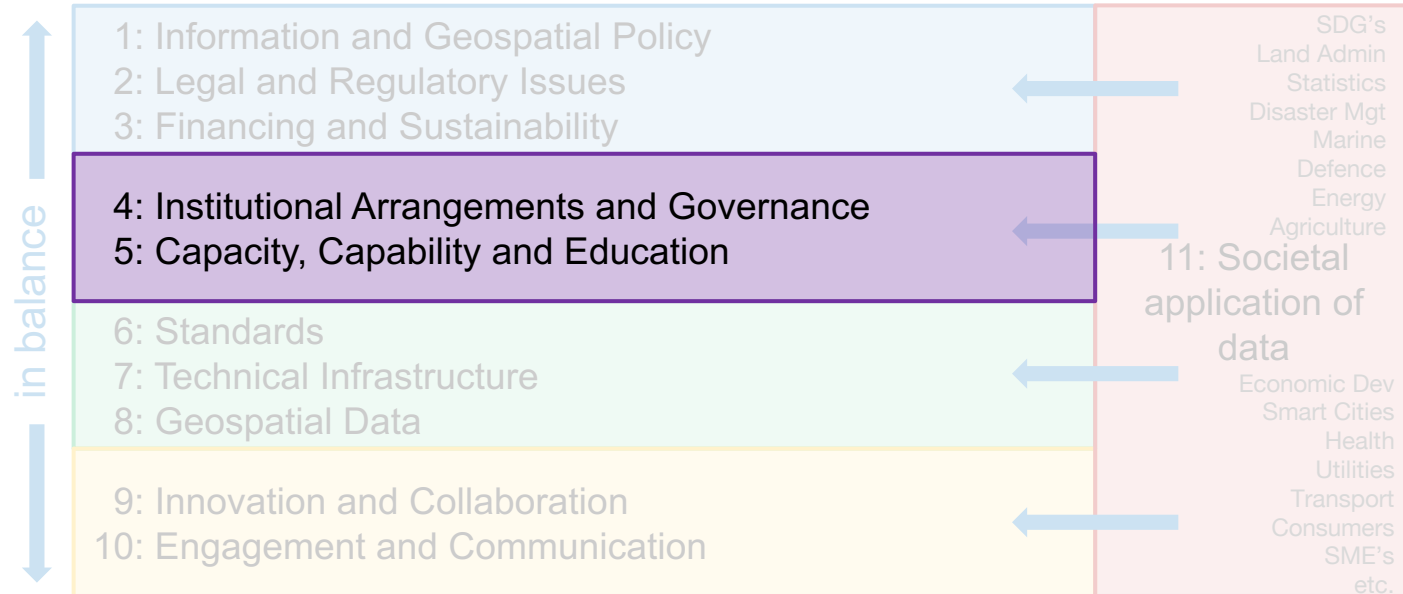 in balance
1: Information and Geospatial Policy
2: Legal and Regulatory Issues
3: Financing and Sustainability
4: Institutional Arrangements and Governance
5: Capacity, Capability and Education
6: Standards
7: Technical Infrastructure
8: Geospatial Data
9: Innovation and Collaboration
10: Engagement and Communication
SDG's
Land Admin
Statistics
Disaster Mgt
Marine
Defence
Energy
Agriculture
11: Societal
application of
data
Economic Dev
Smart Cities
Health
Utilities
Transport
Consumers
SME's
etc.